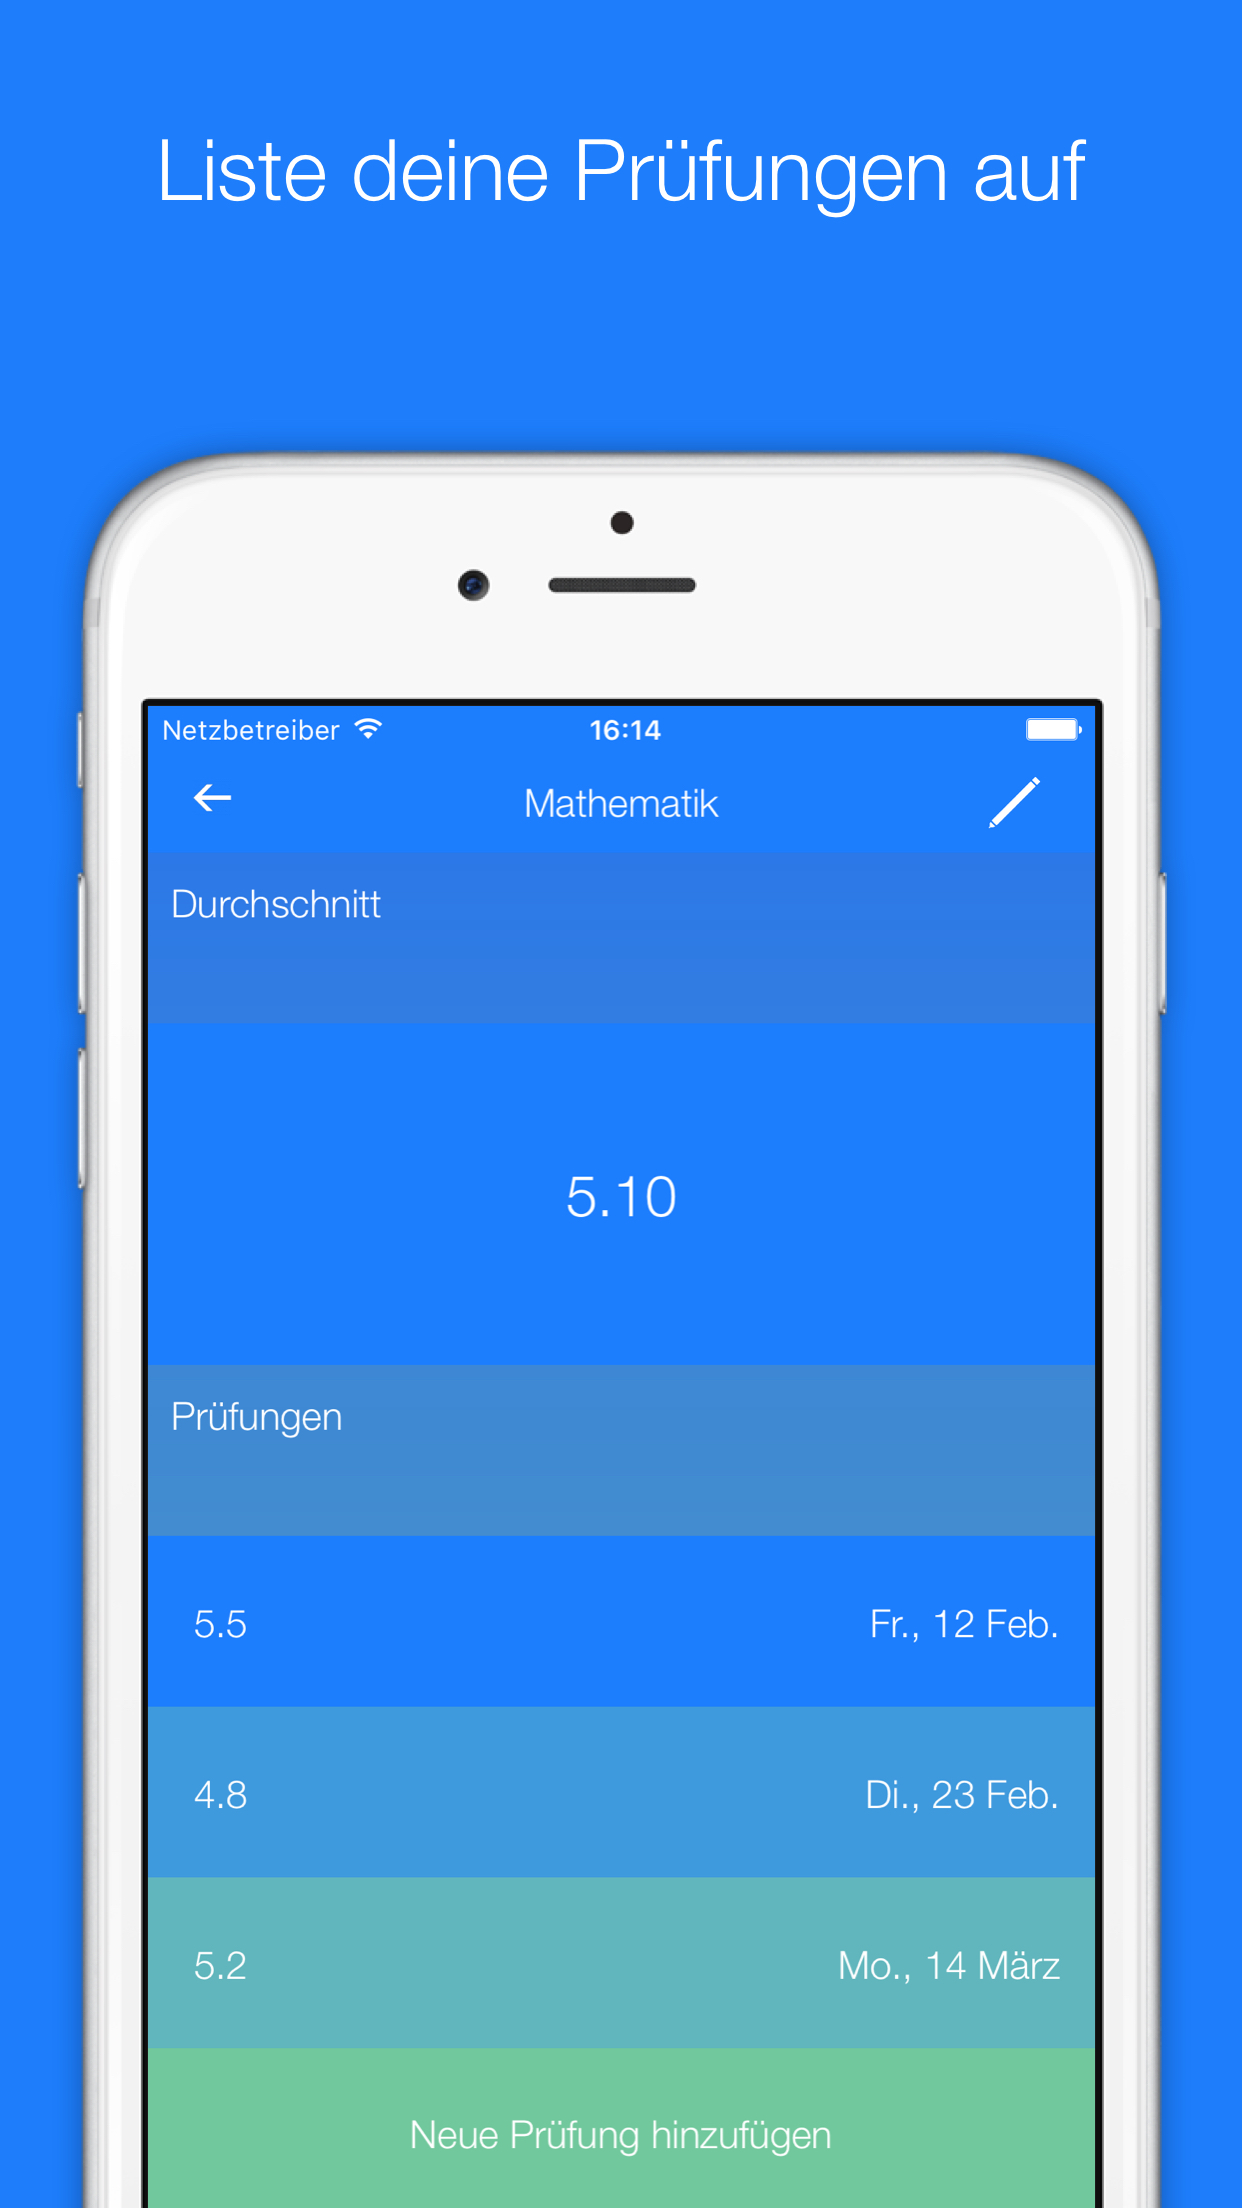 Liste deine Prüfungen auf
Netzbetreiber 16:14
Mathematik
Durchschnitt
5.10
Prüfungen
5.5 Fr., 12 Feb.
4.8 Di., 23 Feb.
5.2 Mo., 14 März
Neue Prüfung hinzufügen